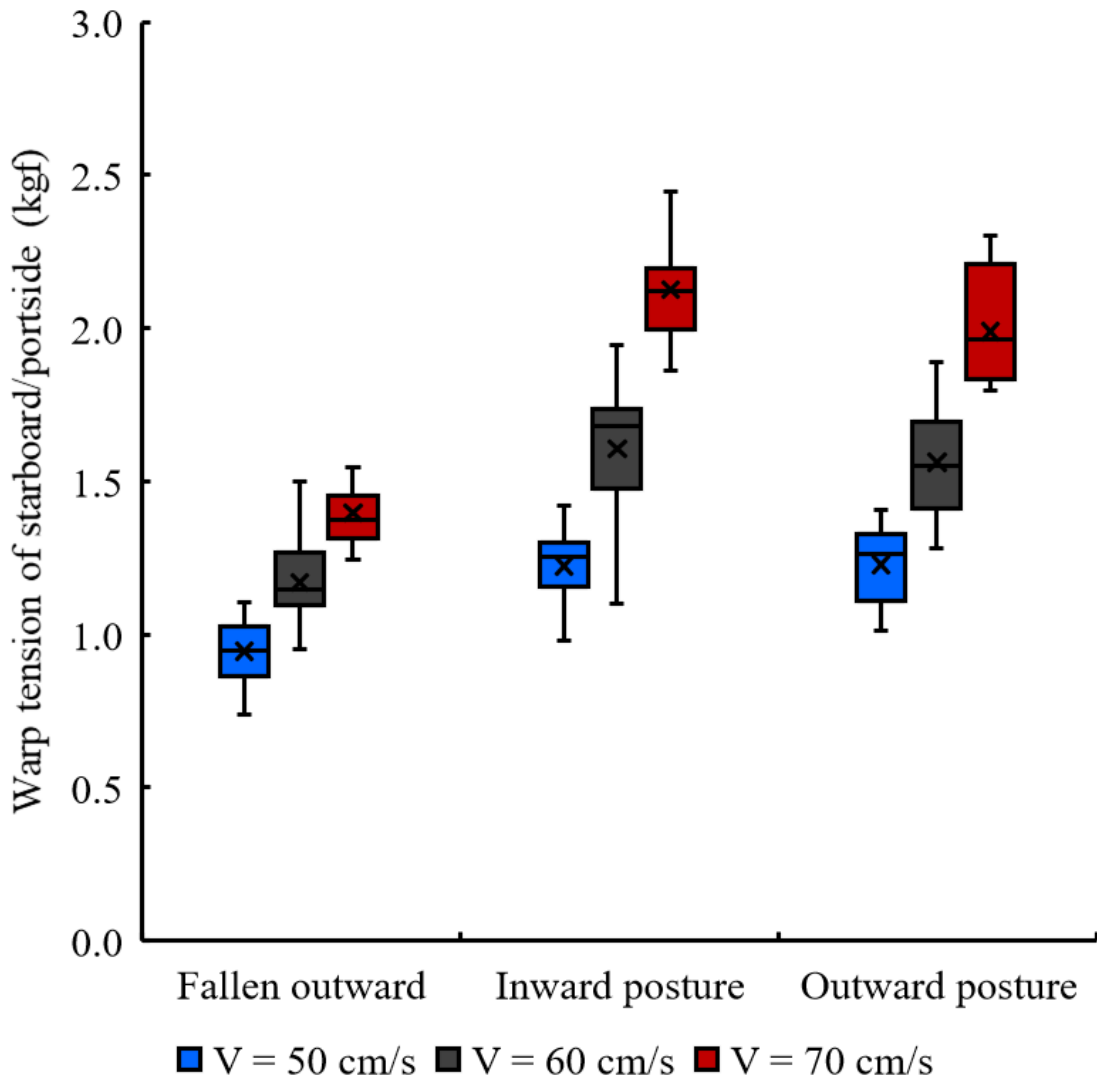 Warp tension of starboard/portside (kgf)
3.0
2.5
2.0
1.5
1.0
0.5
0.0
Fallen outward Inward posture Outward posture
V = 50 cm/s V = 60 cm/s V = 70 cm/s